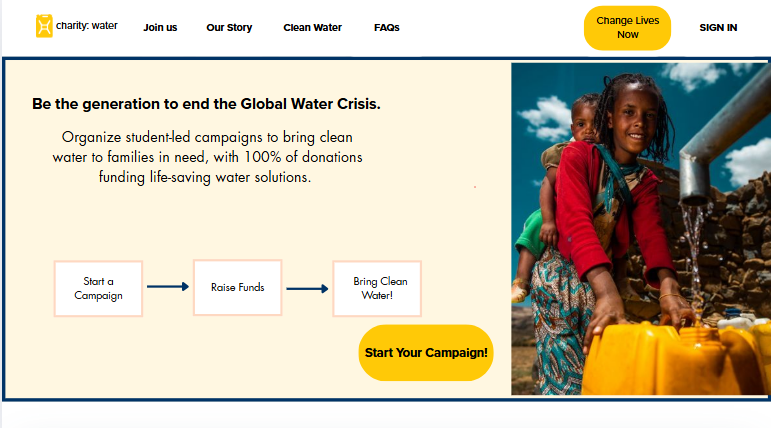 charity: water
Join us
Our Story
Clean Water
FAQs
Change Lives
Now
SIGN IN
Be the generation to end the Global Water Crisis.
Organize student-led campaigns to bring clean
water to families in need, with 100% of donations
funding life-saving water solutions.
Start a
Campaign
Raise Funds
Bring Clean
Water!
Start Your Campaign!